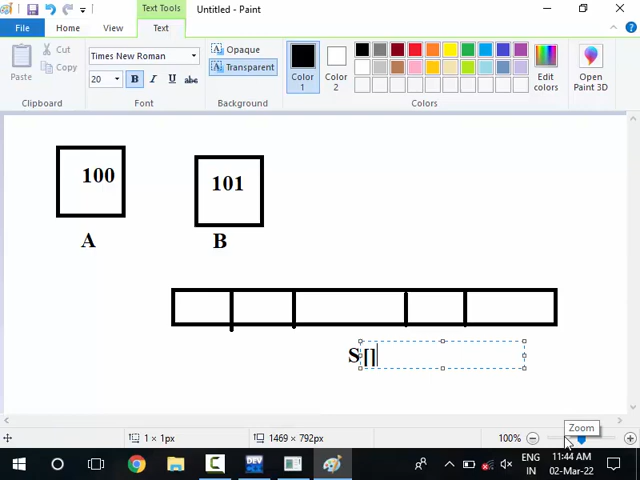 Text Tools
Untitled - Paint
File
Home
View
Text
Paste
Cut
Copy
Times New Roman
20
B
I
U
abc
Opaque
Transparent
Color 1
Color 2
Edit colors
Open Paint 3D
Clipboard
Font
Background
Colors
100
101
A
B
S[]
Zoom
1 × 1px
1469 × 792px
100%
ENG
IN
11:44 AM
02-Mar-22